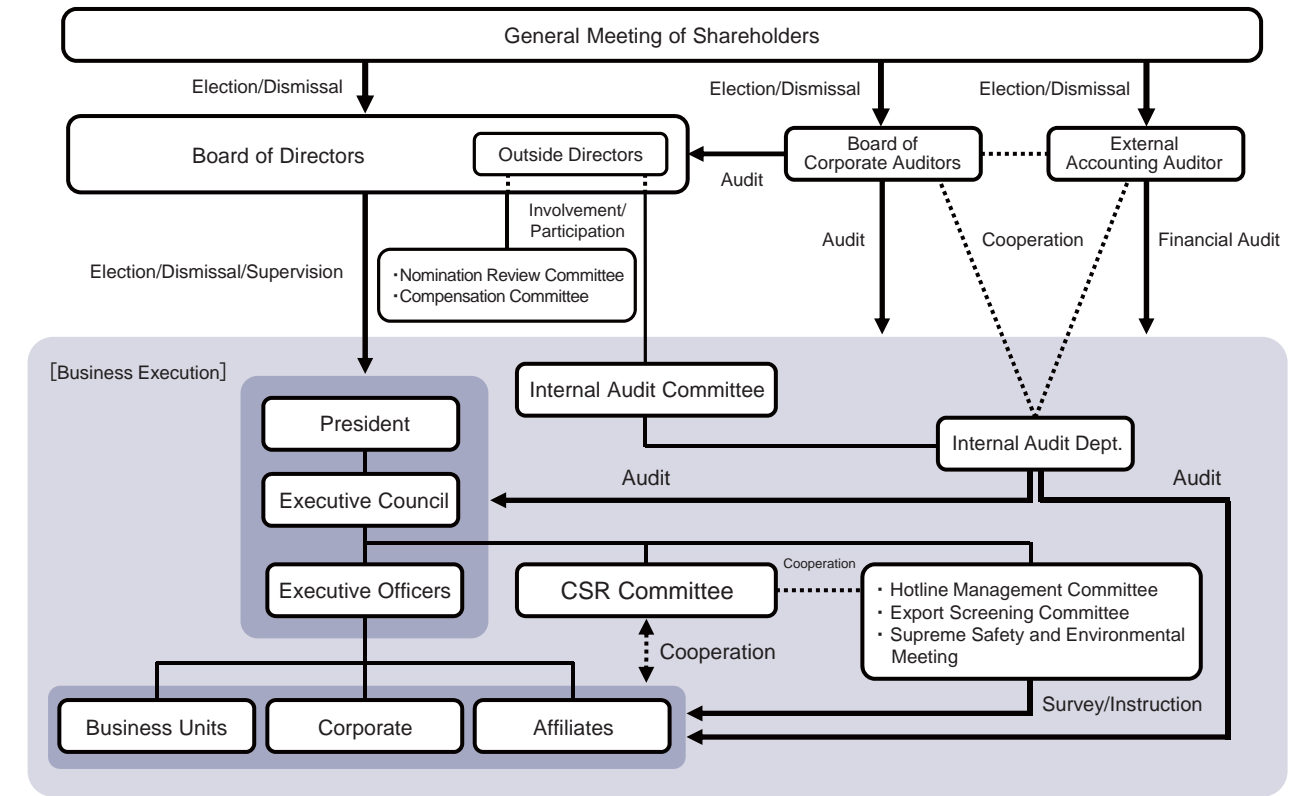 General Meeting of Shareholders
Election/Dismissal
Election/Dismissal
Election/Dismissal
Board of Directors
Outside Directors
Board of
Corporate Auditors
External
Accounting Auditor
Audit
Involvement/
Participation
Audit
Cooperation
Financial Audit
Election/Dismissal/Supervision
・Nomination Review Committee
・Compensation Committee
［Business Execution］
Internal Audit Committee
President
Internal Audit Dept.
Audit
Audit
Executive Council
Cooperation
Executive Officers
CSR Committee
・ Hotline Management Committee
・ Export Screening Committee
・ Supreme Safety and Environmental
Meeting
Cooperation
Survey/Instruction
Business Units
Corporate
Affiliates